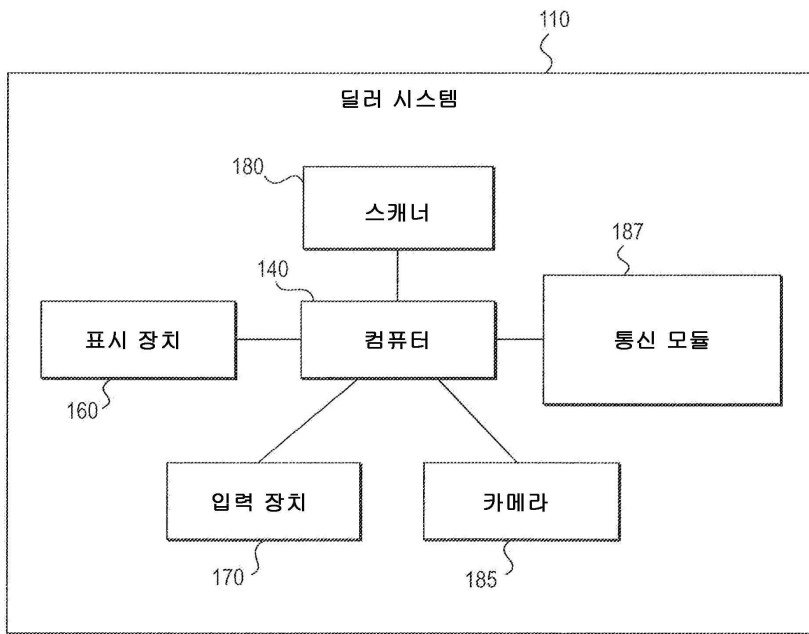 110
딜러 시스템
180
스캐너
187
140
표시 장치
컴퓨터
통신 모듈
160
입력 장치
카메라
170
185